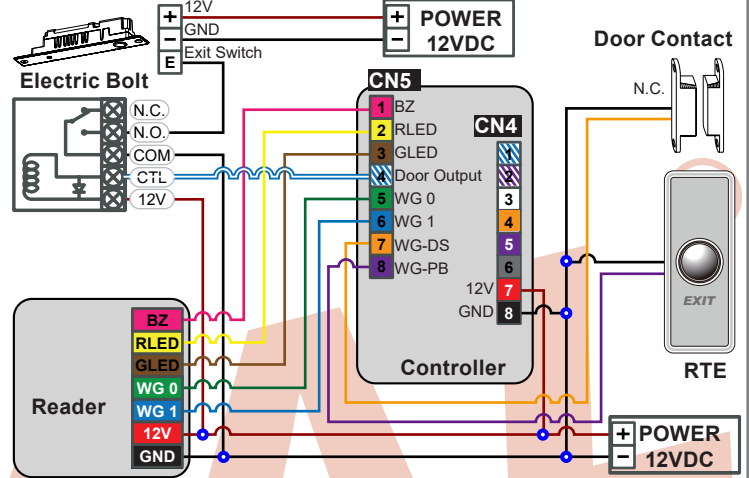 + 12V
− GND
E Exit Switch
+ POWER
− 12VDC
Electric Bolt
N.C.
N.O.
COM
CTL
12V
Door Contact
N.C.
CN5
1 BZ
2 RLED
3 GLED
4 Door Output
5 WG 0
6 WG 1
7 WG-DS
8 WG-PB
CN4
1
2
3
4
5
6
12V 7
GND 8
Controller
EXIT
RTE
Reader
BZ
RLED
GLED
WG 0
WG 1
12V
GND
+ POWER
− 12VDC